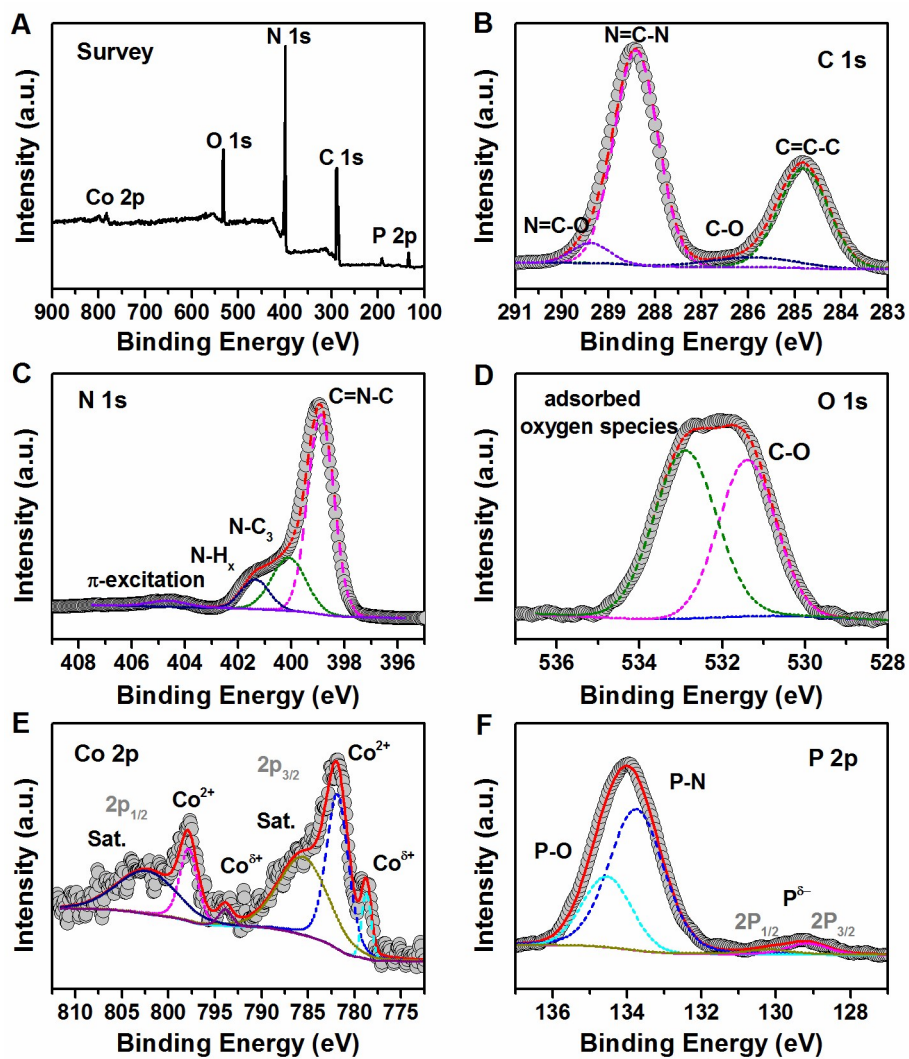 A
Survey
N 1s
O 1s
C 1s
Co 2p
P 2p
Intensity (a.u.)
900 800 700 600 500 400 300 200 100
Binding Energy (eV)
B
N=C-N
C 1s
C=C-C
N=C-O
C-O
Intensity (a.u.)
291 290 289 288 287 286 285 284 283
Binding Energy (eV)
C
N 1s
C=N-C
N-C3
N-Hx
π-excitation
Intensity (a.u.)
408 406 404 402 400 398 396
Binding Energy (eV)
D
O 1s
adsorbed
oxygen species
C-O
Intensity (a.u.)
536 534 532 530 528
Binding Energy (eV)
E
Co 2p
Co2+
2p3/2
2p1/2
Co2+
Sat.
Sat.
Coδ+
Coδ+
Intensity (a.u.)
810 805 800 795 790 785 780 775
Binding Energy (eV)
F
P 2p
P-N
P-O
Pδ−
2P1/2
2P3/2
Intensity (a.u.)
136 134 132 130 128
Binding Energy (eV)